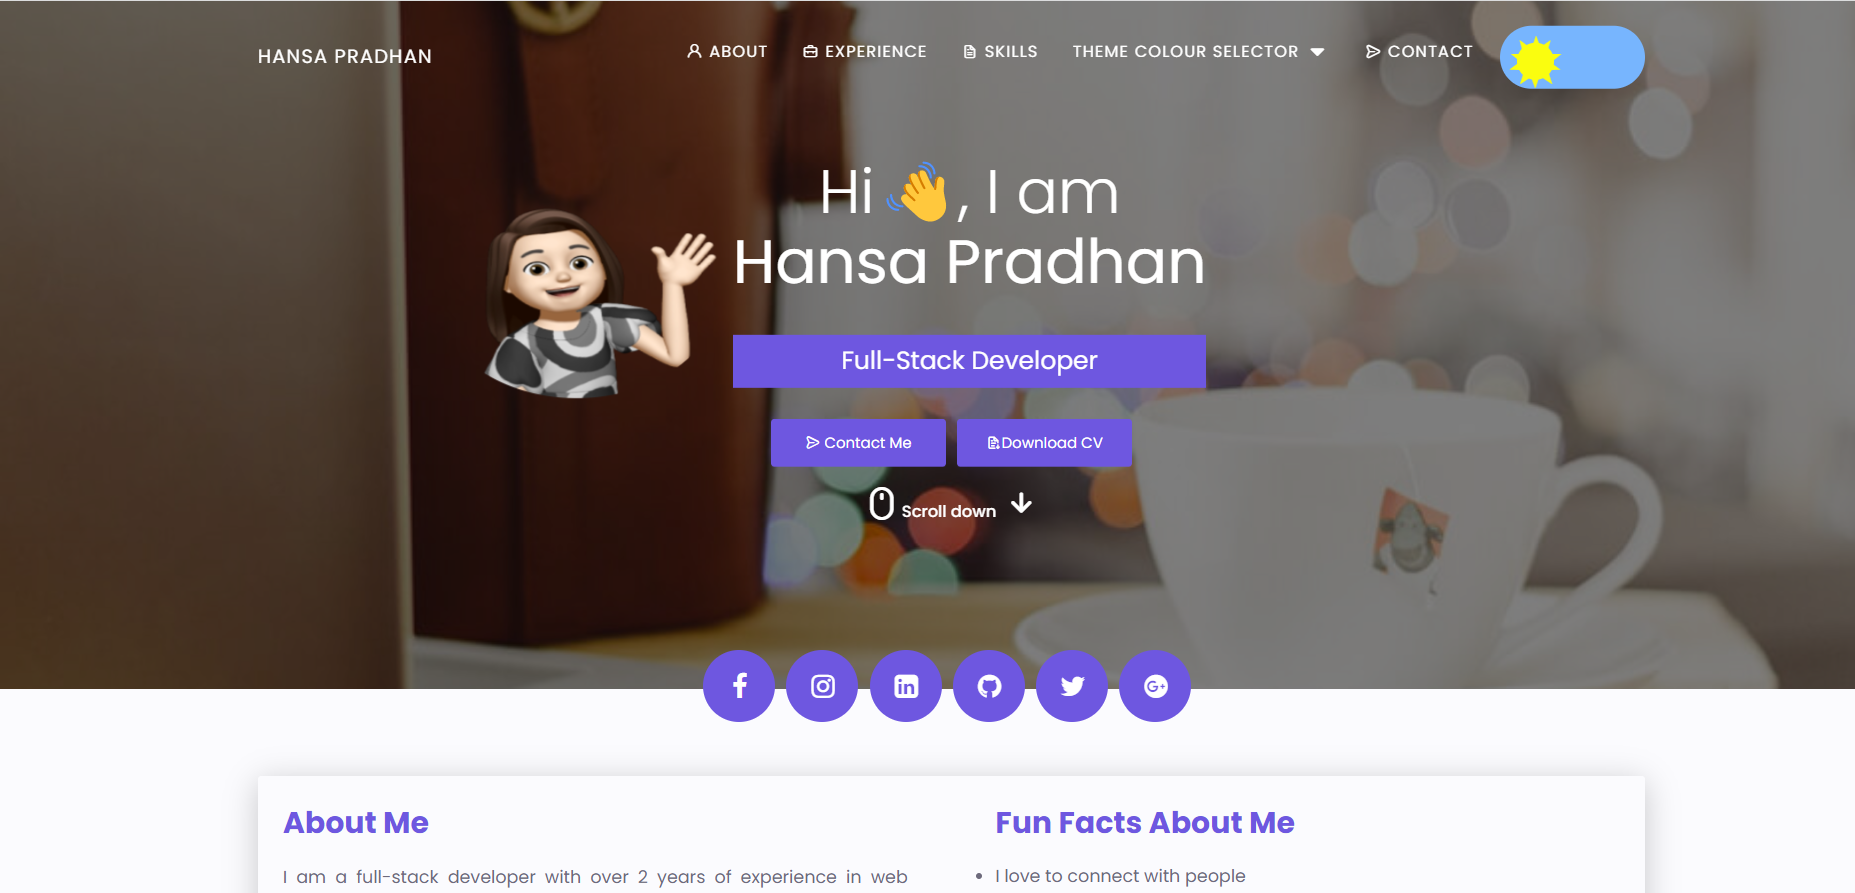 HANSA PRADHAN
ABOUT EXPERIENCE SKILLS THEME COLOUR SELECTOR CONTACT
Hi 👋, I am
Hansa Pradhan
Full-Stack Developer
Contact Me Download CV
Scroll down
About Me
I am a full-stack developer with over 2 years of experience in web
Fun Facts About Me
• I love to connect with people